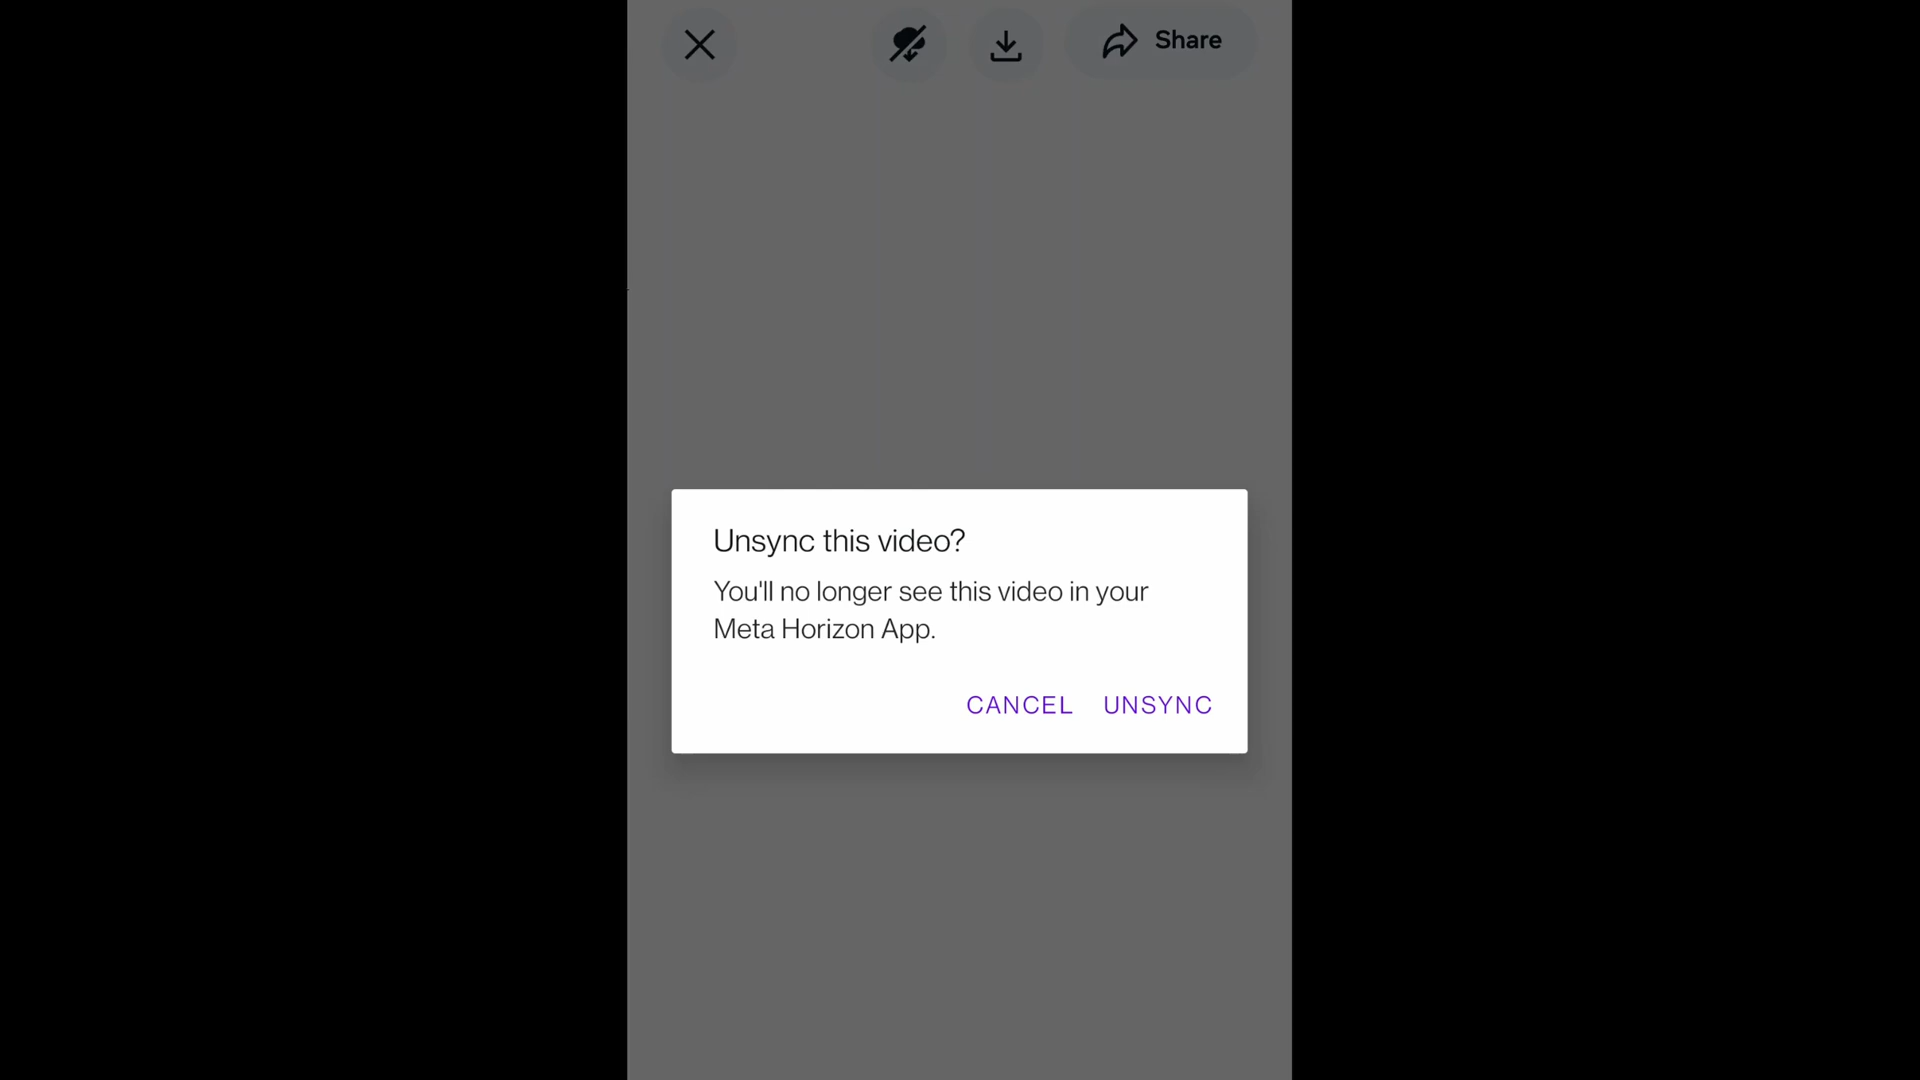 Share
Unsync this video?
You'll no longer see this video in your
Meta Horizon App.
CANCEL UNSYNC